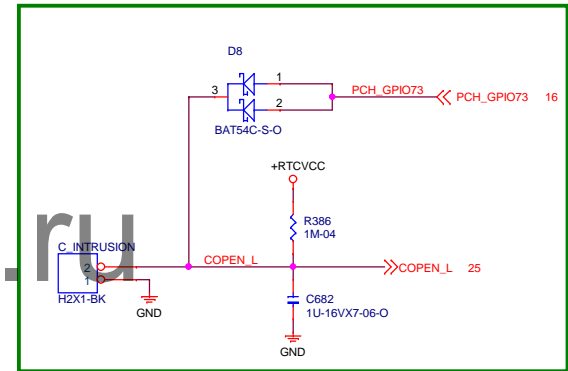 D8
3
1
2
BAT54C-S-O
PCH_GPIO73
PCH_GPIO73 16
+RTCVCC
R386
1M-04
.ru
C_INTRUSION
2
1
H2X1-BK
COPEN_L
COPEN_L 25
GND
C682
1U-16VX7-06-O
GND